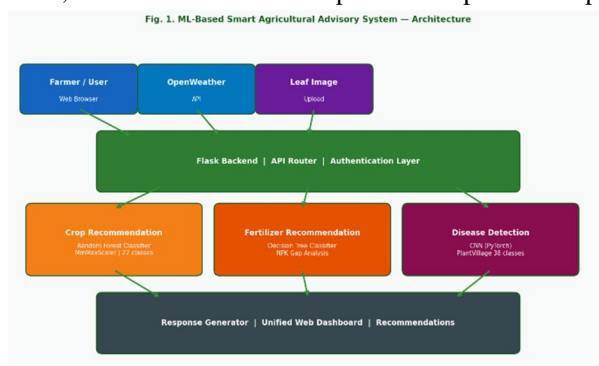 Fig. 1. ML-Based Smart Agricultural Advisory System — Architecture
Farmer / User
Web Browser
OpenWeather
API
Leaf Image
Upload
Flask Backend | API Router | Authentication Layer
Crop Recommendation
Random Forest Classifier
MinMaxScaler | 22 classes
Fertilizer Recommendation
Decision Tree Classifier
NPK Gap Analysis
Disease Detection
CNN (PyTorch)
PlantVillage 38 classes
Response Generator | Unified Web Dashboard | Recommendations